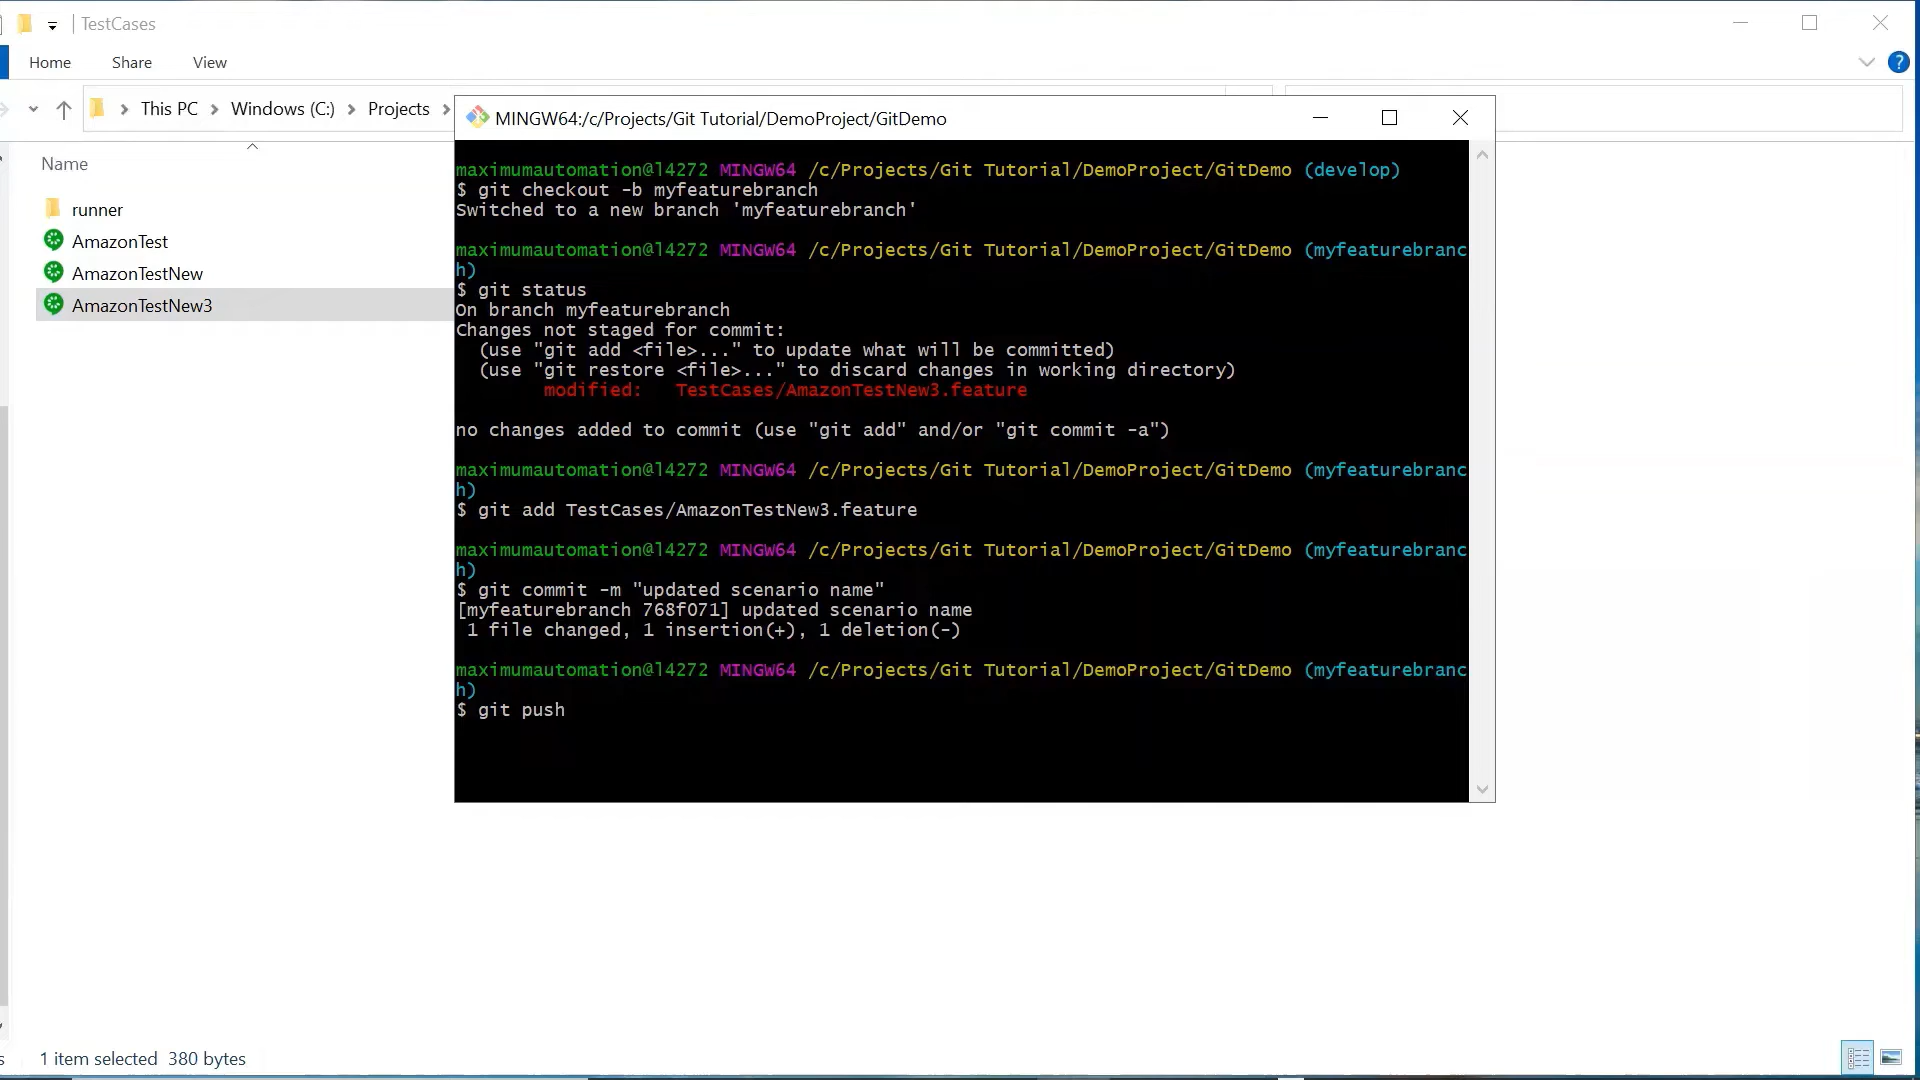 TestCases
Home Share View
This PC > Windows (C:) > Projects >
Name
runner
AmazonTest
AmazonTestNew
AmazonTestNew3
MINGW64:/c/Projects/Git Tutorial/DemoProject/GitDemo
maximumautomation@l4272 MINGW64 /c/Projects/Git Tutorial/DemoProject/GitDemo (develop)
$ git checkout -b myfeaturebranch
Switched to a new branch 'myfeaturebranch'
maximumautomation@l4272 MINGW64 /c/Projects/Git Tutorial/DemoProject/GitDemo (myfeaturebranc
h)
$ git status
On branch myfeaturebranch
Changes not staged for commit:
(use "git add <file>..." to update what will be committed)
(use "git restore <file>..." to discard changes in working directory)
modified: TestCases/AmazonTestNew3.feature
no changes added to commit (use "git add" and/or "git commit -a")
maximumautomation@l4272 MINGW64 /c/Projects/Git Tutorial/DemoProject/GitDemo (myfeaturebranc
h)
$ git add TestCases/AmazonTestNew3.feature
maximumautomation@l4272 MINGW64 /c/Projects/Git Tutorial/DemoProject/GitDemo (myfeaturebranc
h)
$ git commit -m "updated scenario name"
[myfeaturebranch 768f071] updated scenario name
1 file changed, 1 insertion(+), 1 deletion(-)
maximumautomation@l4272 MINGW64 /c/Projects/Git Tutorial/DemoProject/GitDemo (myfeaturebranc
h)
$ git push
s 1 item selected 380 bytes